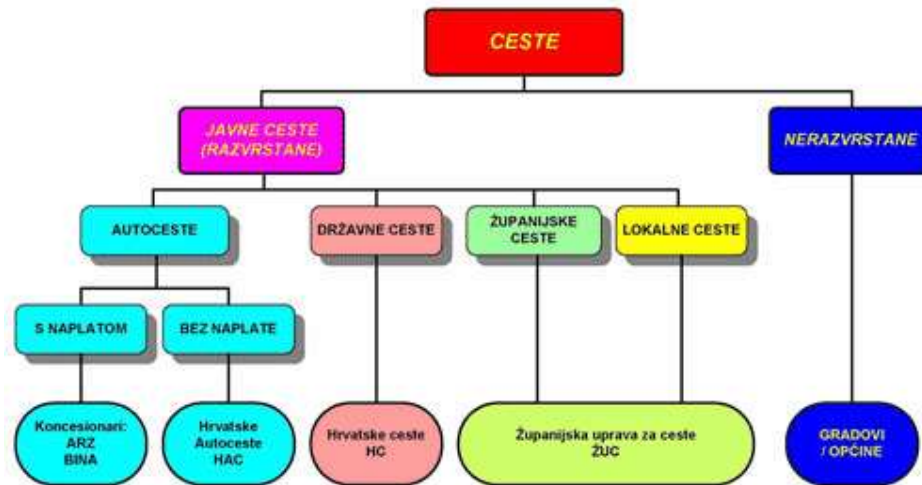 CESTE
JAVNE CESTE
(RAZVRSTANE)
NERAZVRSTANE
AUTOCESTE
DRŽAVNE CESTE
ŽUPANIJSKE
CESTE
LOKALNE CESTE
S NAPLATOM
BEZ NAPLATE
Koncesionari:
ARZ
BINA
Hrvatske
Autoceste
HAC
Hrvatske ceste
HC
Županijska uprava za ceste
ŽUC
GRADOVI
/ OPČINE